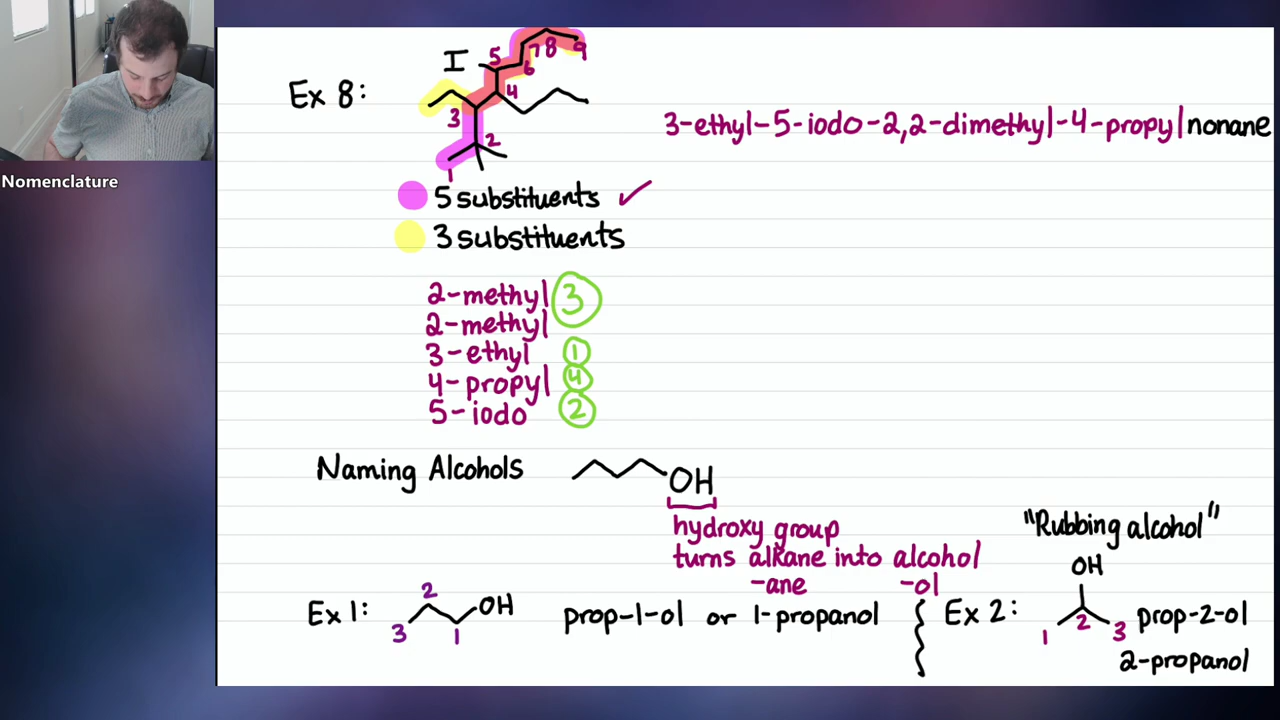 Nomenclature
Ex 8:
I
5
6
7
8
9
4
3
2
1
3-ethyl-5-iodo-2,2-dimethyl-4-propylnonane
5 substituents ✓
3 substituents
2-methyl 3
2-methyl
3-ethyl 1
4-propyl 4
5-iodo 2
Naming Alcohols
OH
hydroxy group
turns alkane into alcohol
-ane -ol
Ex 1:
2
OH
3
1
prop-1-ol or 1-propanol
"Rubbing alcohol"
OH
Ex 2:
1
2
3
prop-2-ol
2-propanol